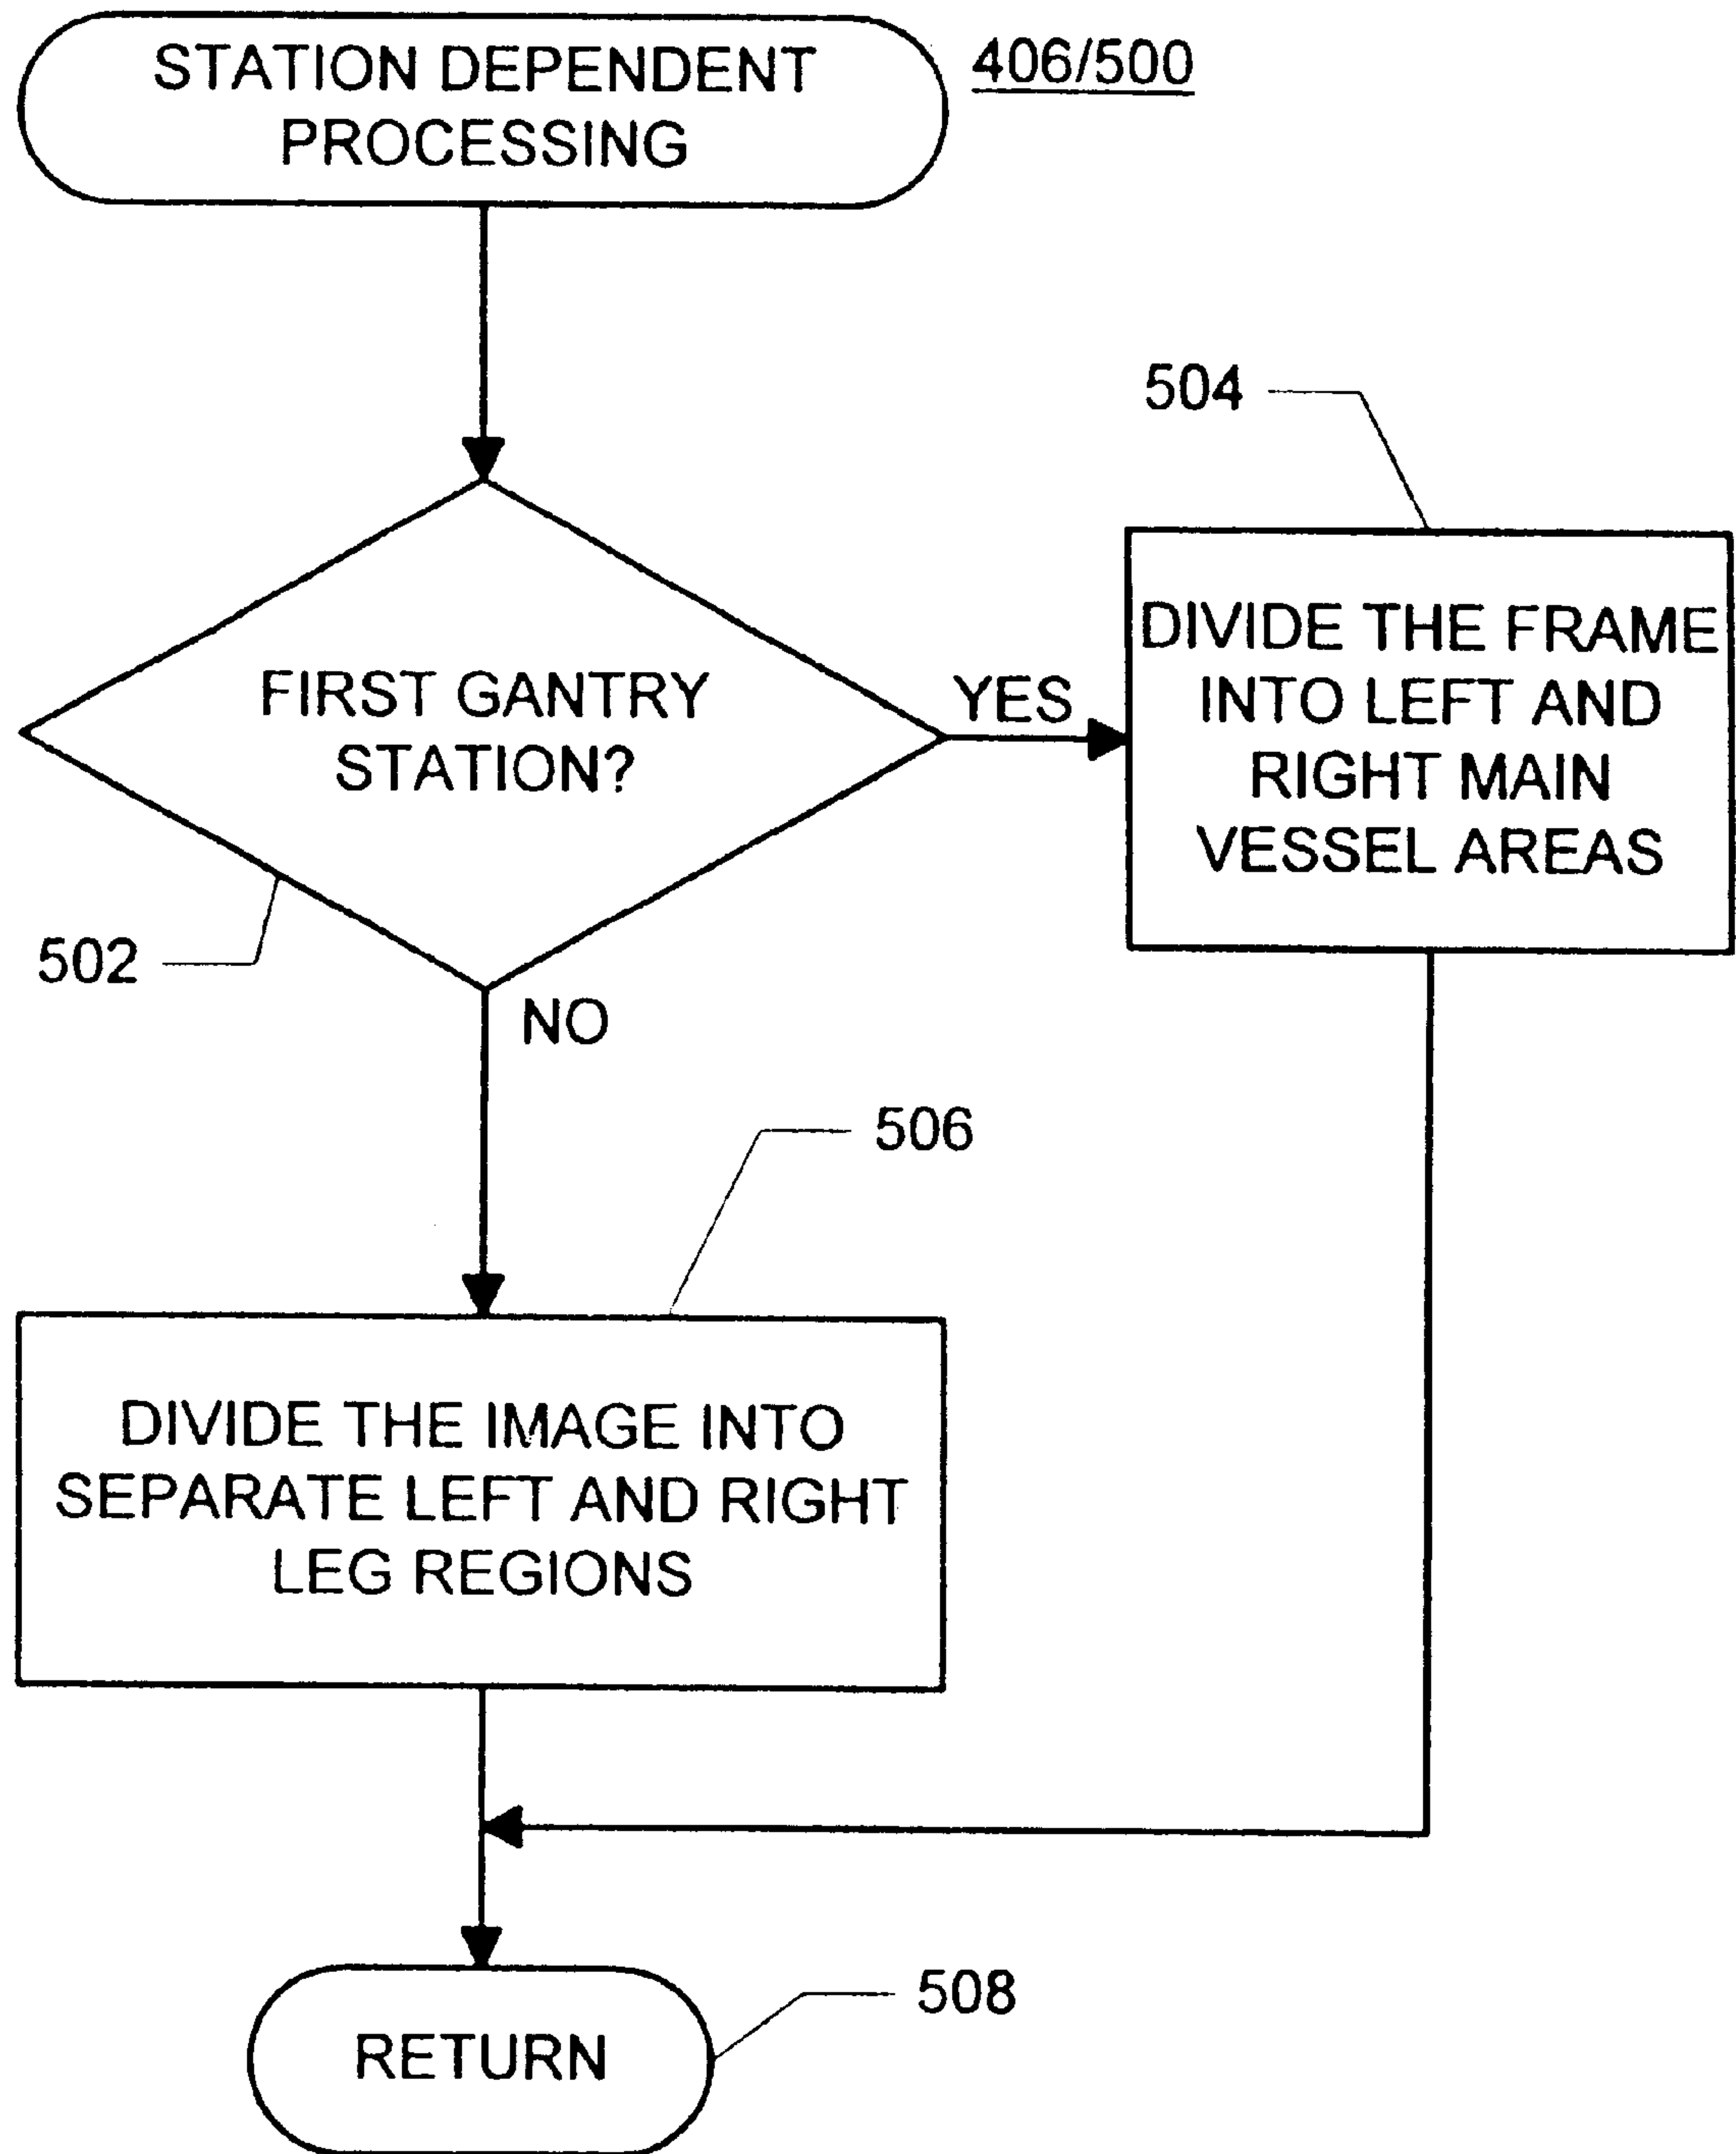 STATION DEPENDENT
PROCESSING
406/500
504
DIVIDE THE FRAME
INTO LEFT AND
RIGHT MAIN
VESSEL AREAS
FIRST GANTRY
STATION?
YES
502
NO
506
DIVIDE THE IMAGE INTO
SEPARATE LEFT AND RIGHT
LEG REGIONS
508
RETURN